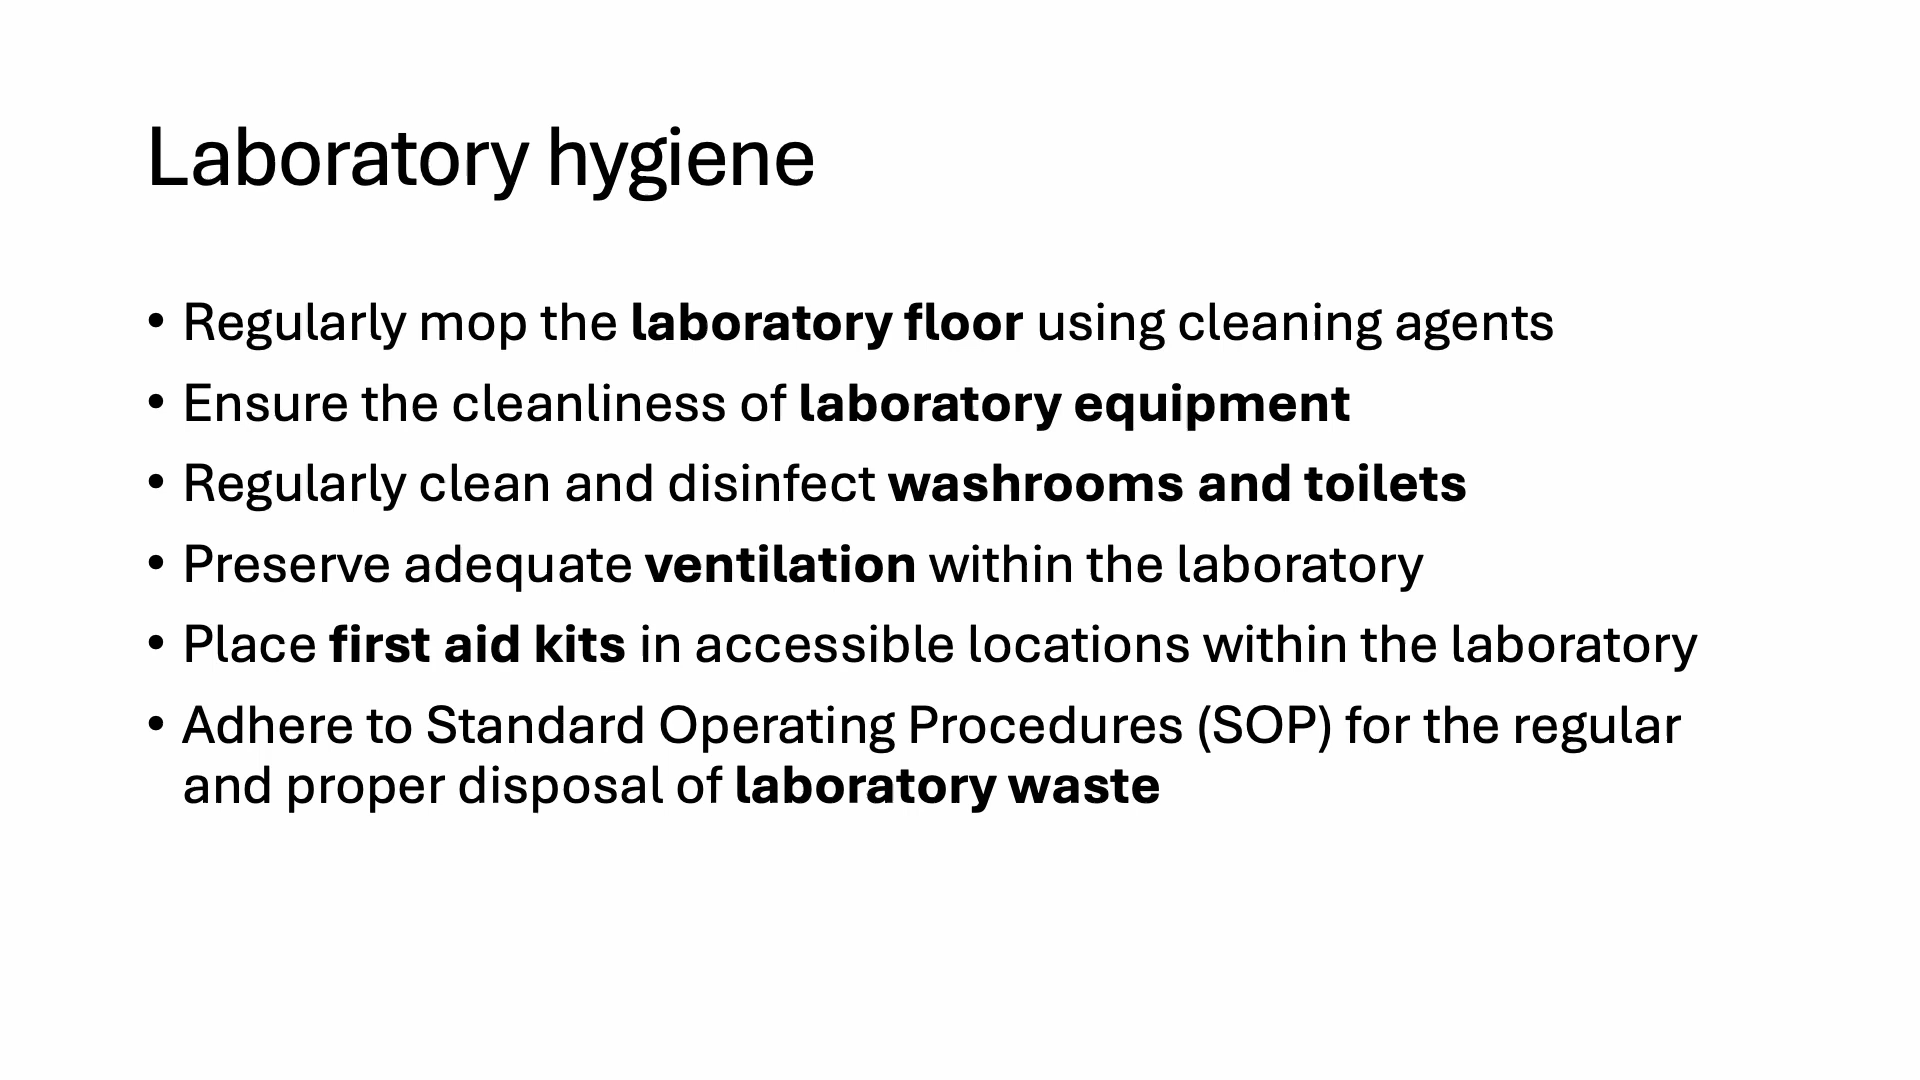 Laboratory hygiene
• Regularly mop the laboratory floor using cleaning agents
• Ensure the cleanliness of laboratory equipment
• Regularly clean and disinfect washrooms and toilets
• Preserve adequate ventilation within the laboratory
• Place first aid kits in accessible locations within the laboratory
• Adhere to Standard Operating Procedures (SOP) for the regular
and proper disposal of laboratory waste